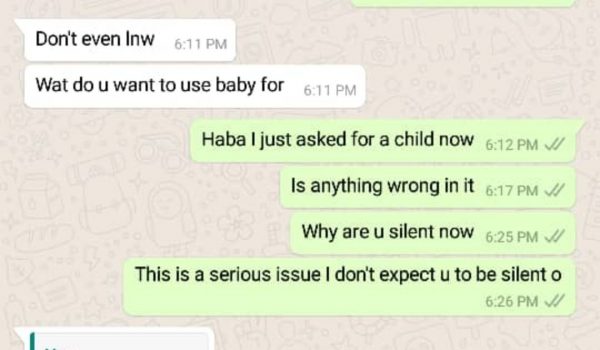 Don't even lnw 6:11 PM
Wat do u want to use baby for 6:11 PM
Haba I just asked for a child now 6:12 PM
Is anything wrong in it 6:17 PM
Why are u silent now 6:25 PM
This is a serious issue I don't expect u to be silent o
6:26 PM